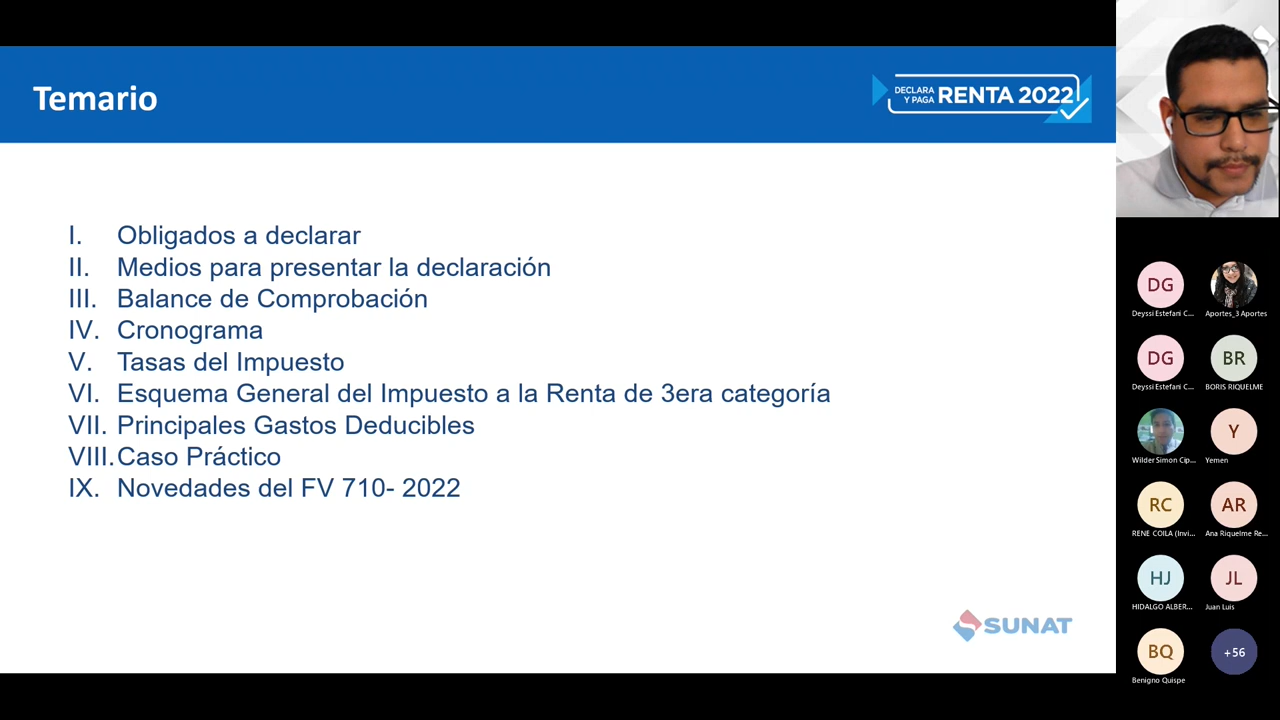 Temario
DECLARA
Y PAGA RENTA 2022
I. Obligados a declarar
II. Medios para presentar la declaración
III. Balance de Comprobación
IV. Cronograma
V. Tasas del Impuesto
VI. Esquema General del Impuesto a la Renta de 3era categoría
VII. Principales Gastos Deducibles
VIII. Caso Práctico
IX. Novedades del FV 710- 2022
SUNAT
DG
Deyssi Estefani C...
Aportes_3 Aportes
DG
BR
Deyssi Estefani C...
BORIS RIQUELME
Y
Wilder Simon Cip...
Yemen
RC
AR
RENE COILA (Invi...
Ana Riquelme Re...
HJ
JL
HIDALGO ALBER...
Juan Luis
BQ
+56
Benigno Quispe